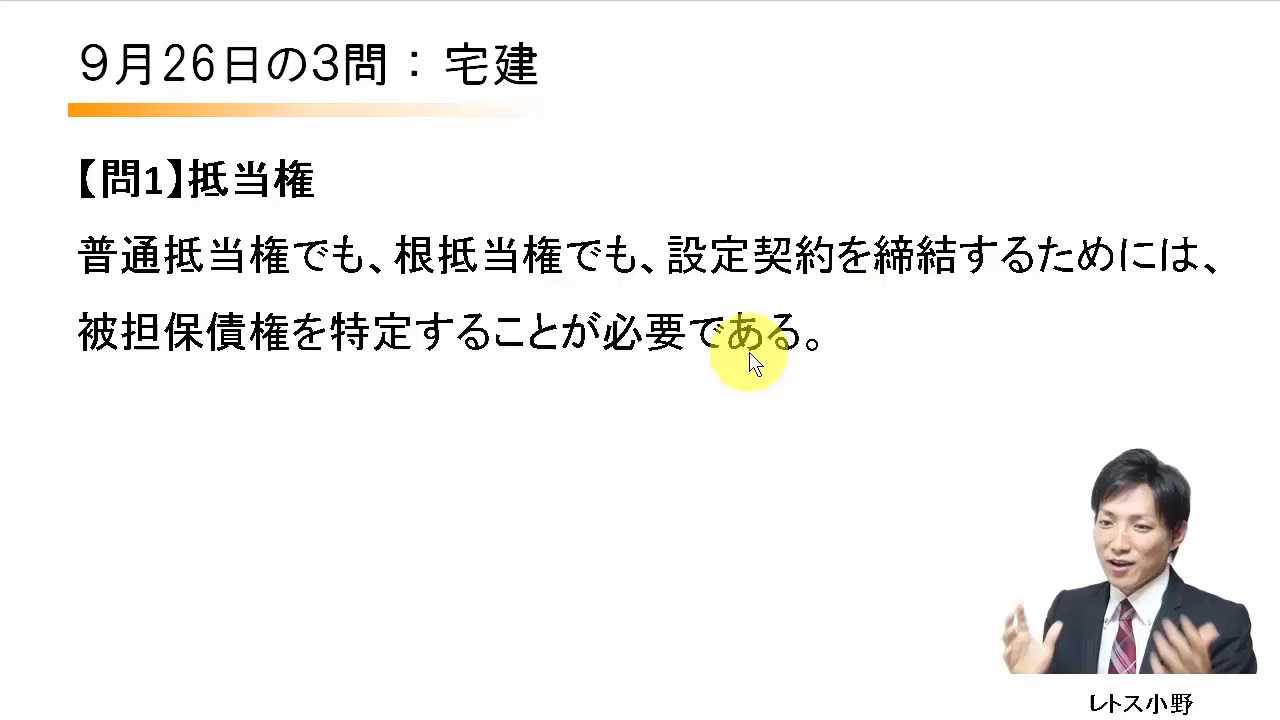 ９月26日の3問：宅建
【問1】抵当権
普通抵当権でも、根抵当権でも、設定契約を締結するためには、
被担保債権を特定することが必要である。
レトス小野